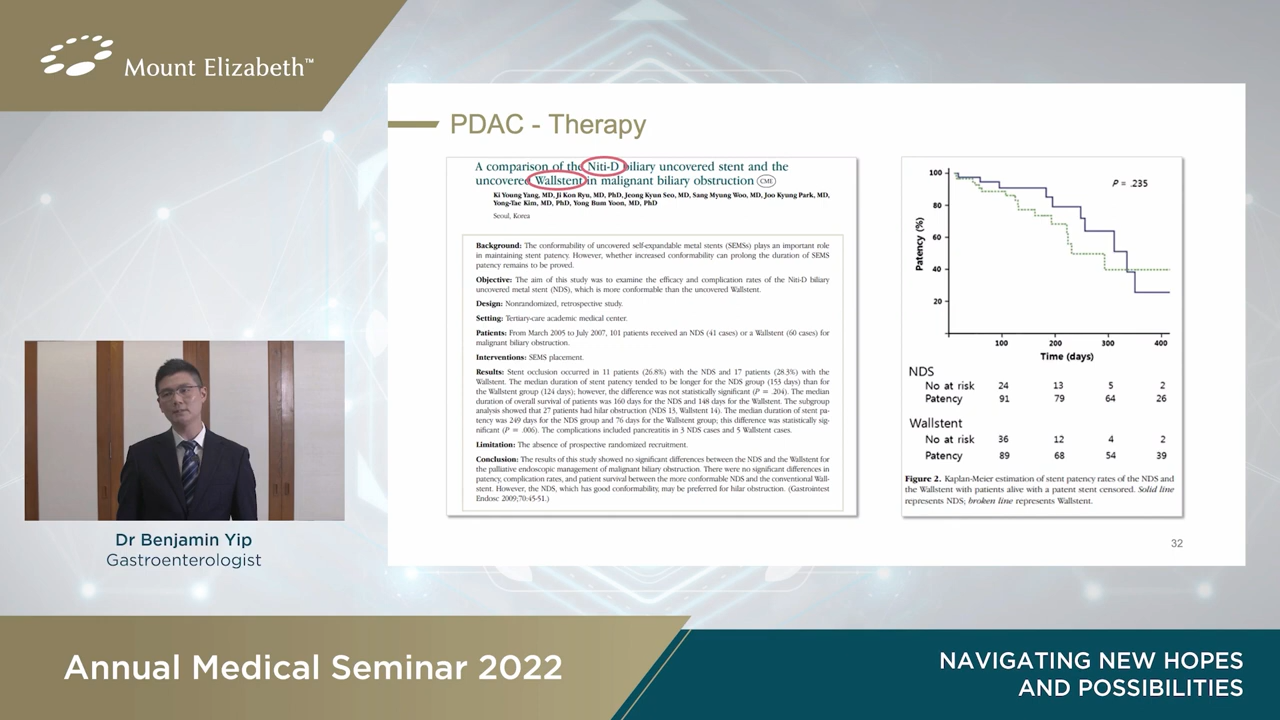 Mount Elizabeth™
PDAC - Therapy
A comparison of the Niti-D biliary uncovered stent and the
uncovered Wallstent in malignant biliary obstruction CME
Ki Young Yang, MD, Ji Kon Ryu, MD, PhD, Jeong Kyun Seo, MD, Sang Myung Woo, MD, Joo Kyung Park, MD,
Yong-Tae Kim, MD, PhD, Yong Bum Yoon, MD, PhD
Seoul, Korea
Background: The conformability of uncovered self-expandable metal stents (SEMSs) plays an important role
in maintaining stent patency. However, whether increased conformability can prolong the duration of SEMS
patency remains to be proved.
Objective: The aim of this study was to examine the efficacy and complication rates of the Niti-D biliary
uncovered metal stent (NDS), which is more conformable than the uncovered Wallstent.
Design: Nonrandomized, retrospective study.
Setting: Tertiary-care academic medical center.
Patients: From March 2005 to July 2007, 101 patients received an NDS (41 cases) or a Wallstent (60 cases) for
malignant biliary obstruction.
Interventions: SEMS placement.
Results: Stent occlusion occurred in 11 patients (26.8%) with the NDS and 17 patients (28.3%) with the
Wallstent. The median duration of stent patency tended to be longer for the NDS group (153 days) than for
the Wallstent group (124 days); however, the difference was not statistically significant (P = .204). The median
duration of overall survival of patients was 160 days for the NDS and 148 days for the Wallstent. The subgroup
analysis showed that 27 patients had hilar obstruction (NDS 13, Wallstent 14). The median duration of stent pa-
tency was 249 days for the NDS group and 76 days for the Wallstent group; this difference was statistically sig-
nificant (P = .006). The complications included pancreatitis in 3 NDS cases and 5 Wallstent cases.
Limitation: The absence of prospective randomized recruitment.
Conclusion: The results of this study showed no significant differences between the NDS and the Wallstent for
the palliative endoscopic management of malignant biliary obstruction. There were no significant differences in
patency, complication rates, and patient survival between the more conformable NDS and the conventional Wall-
stent. However, the NDS, which has good conformability, may be preferred for hilar obstruction. (Gastrointest
Endosc 2009;70:45-51.)
P = .235
Patency (%)
100
80
60
40
20
100 200 300 400
Time (days)
NDS
No at risk 24 13 5 2
Patency 91 79 64 26
Wallstent
No at risk 36 12 4 2
Patency 89 68 54 39
Figure 2. Kaplan-Meier estimation of stent patency rates of the NDS and
the Wallstent with patients alive with a patent stent censored. Solid line
represents NDS; broken line represents Wallstent.
32
Dr Benjamin Yip
Gastroenterologist
Annual Medical Seminar 2022
NAVIGATING NEW HOPES
AND POSSIBILITIES